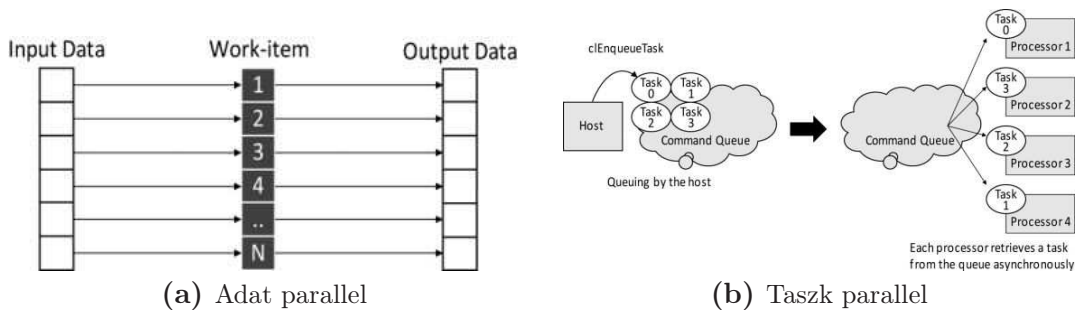 Input Data
Work-item
Output Data
1
2
3
4
..
N
(a) Adat parallel
clEnqueueTask
Host
Task
0
Task
1
Task
2
Task
3
Command Queue
Queuing by the host
Command Queue
Task
0
Processor 1
Task
3
Processor 2
Task
2
Processor 3
Task
1
Processor 4
Each processor retrieves a task
from the queue asynchronously
(b) Taszk parallel